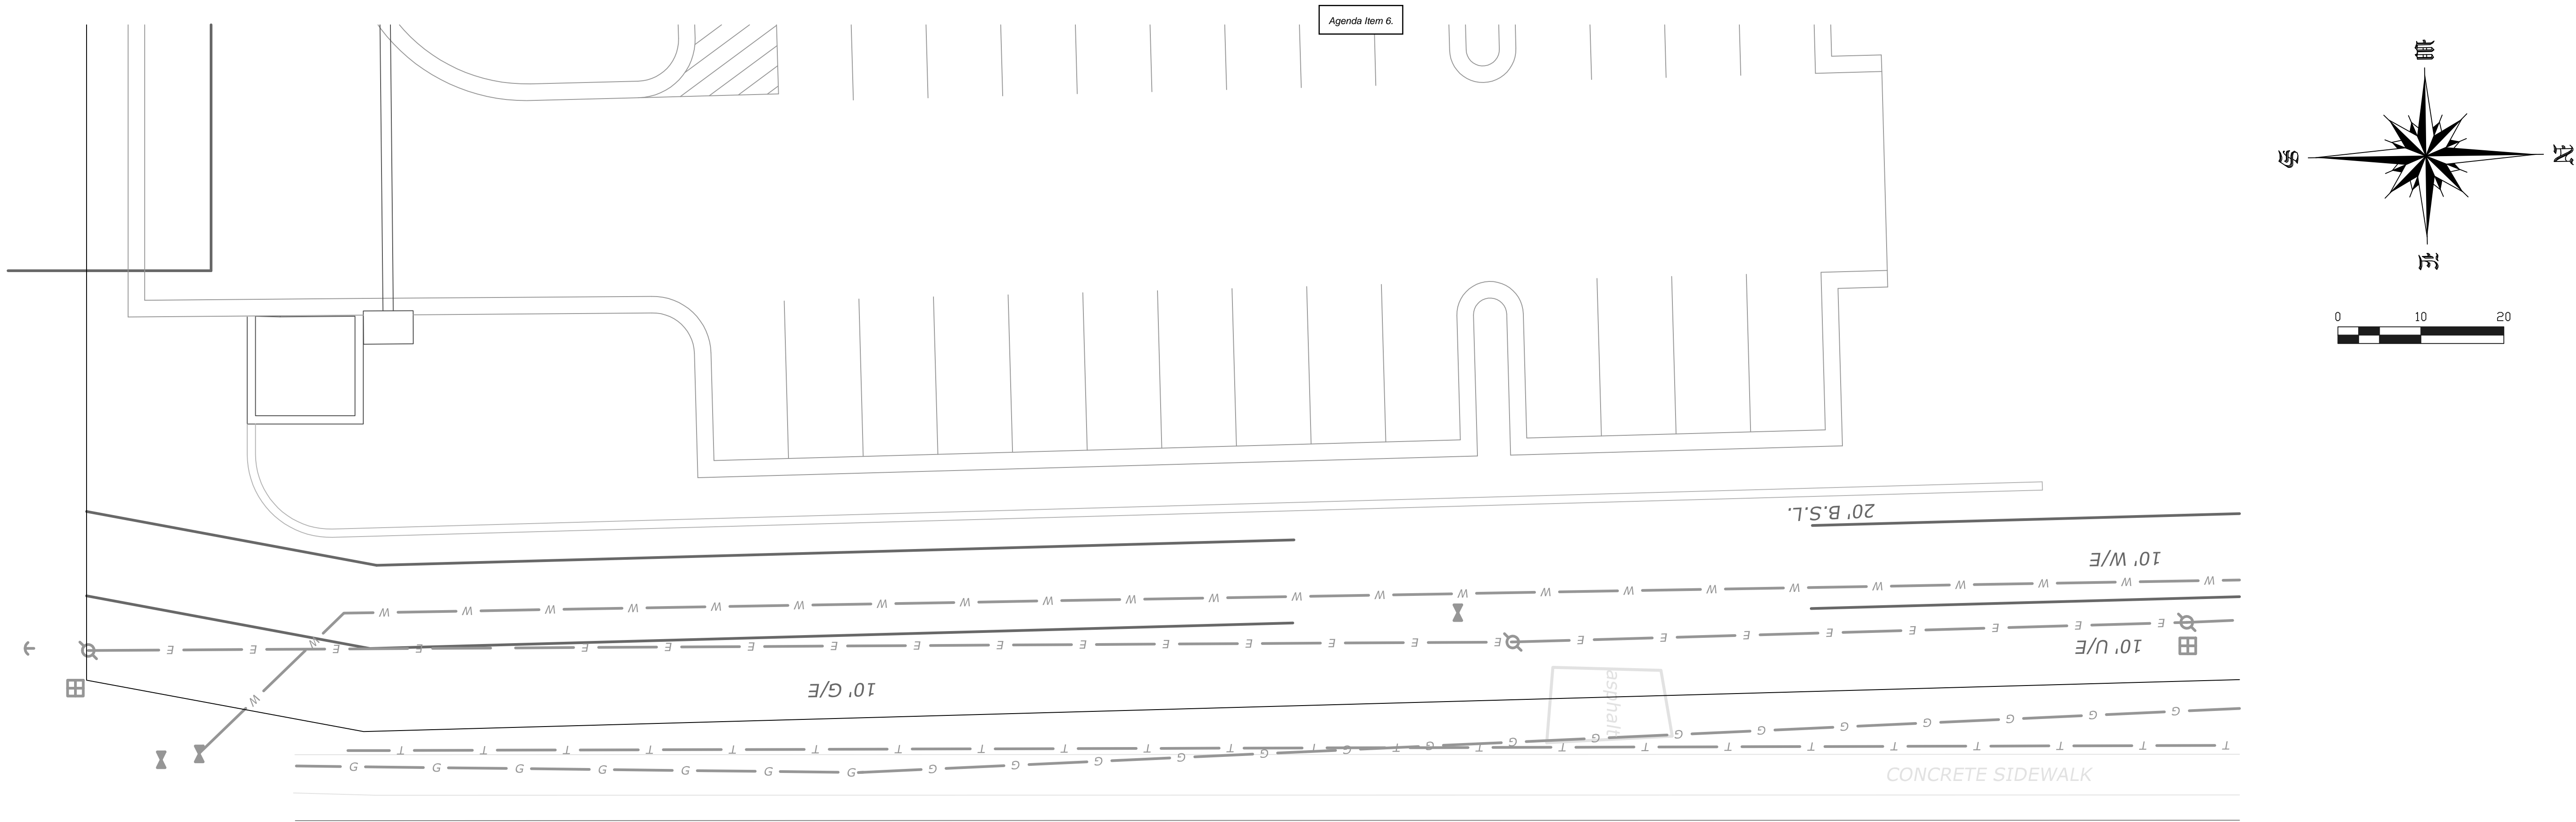 Agenda Item 6.
W
S
N
E
0 10 20
20' B.S.L.
10' W/E
W W W W W W W W W W W W W W W W W W W W W W W W W
E E E E E E E E E E E E E E E E E E E E E E E E E
10' U/E
10' G/E
asphalt
T T T T T T T T T T T T T T T T T T T T T T T
G G G G G G G G G G G G G G G G G G G G G G G
CONCRETE SIDEWALK